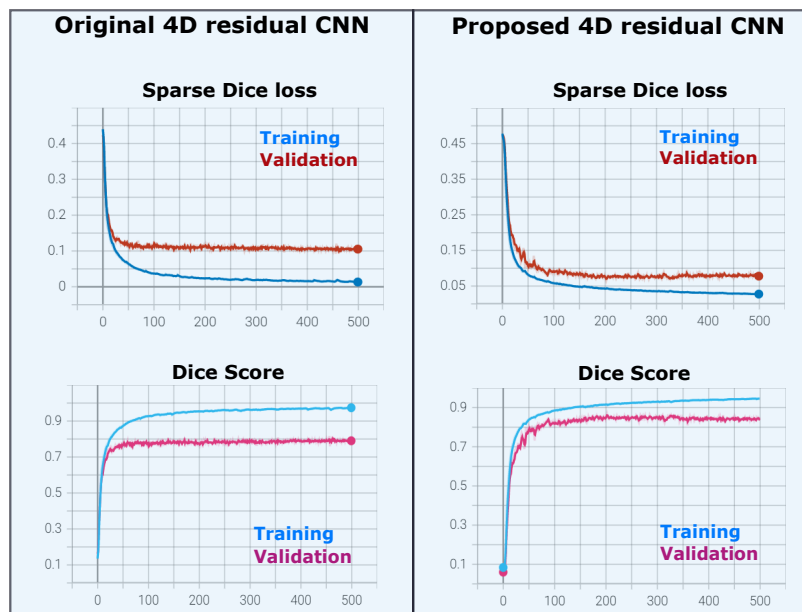 Original 4D residual CNN
Sparse Dice loss
Training
Validation
0.4
0.3
0.2
0.1
0
0 100 200 300 400 500
Dice Score
0.9
0.7
0.5
0.3
0.1
Training
Validation
0 100 200 300 400 500
Proposed 4D residual CNN
Sparse Dice loss
Training
Validation
0.45
0.35
0.25
0.15
0.05
0 100 200 300 400 500
Dice Score
0.9
0.7
0.5
0.3
0.1
Training
Validation
0 100 200 300 400 500